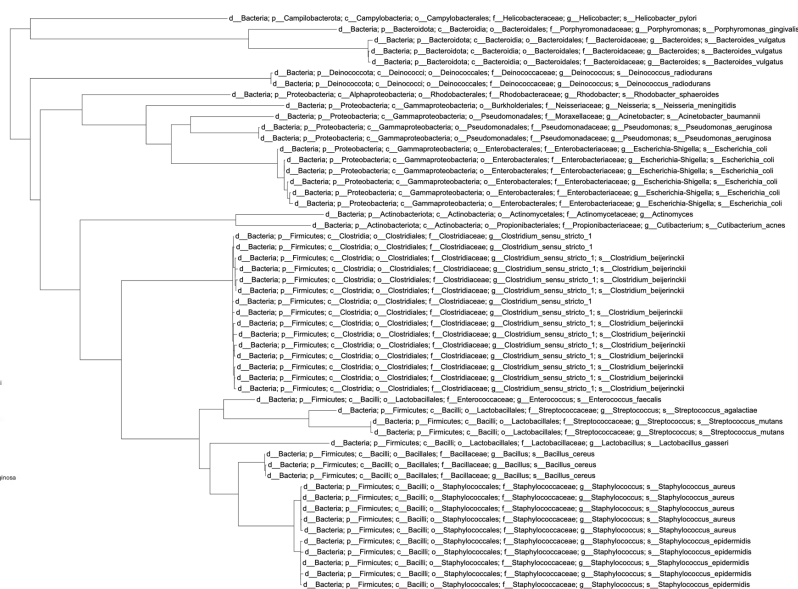 d__Bacteria; p__Campilobacterota; c__Campylobacteria; o__Campylobacterales; f__Helicobacteraceae; g__Helicobacter; s__Helicobacter_pylori
d__Bacteria; p__Bacteroidota; c__Bacteroidia; o__Bacteroidales; f__Porphyromonadaceae; g__Porphyromonas; s__Porphyromonas_gingivalis
d__Bacteria; p__Bacteroidota; c__Bacteroidia; o__Bacteroidales; f__Bacteroidaceae; g__Bacteroides; s__Bacteroides_vulgatus
d__Bacteria; p__Bacteroidota; c__Bacteroidia; o__Bacteroidales; f__Bacteroidaceae; g__Bacteroides; s__Bacteroides_vulgatus
d__Bacteria; p__Bacteroidota; c__Bacteroidia; o__Bacteroidales; f__Bacteroidaceae; g__Bacteroides; s__Bacteroides_vulgatus
d__Bacteria; p__Deinococcota; c__Deinococci; o__Deinococcales; f__Deinococcaceae; g__Deinococcus; s__Deinococcus_radiodurans
d__Bacteria; p__Deinococcota; c__Deinococci; o__Deinococcales; f__Deinococcaceae; g__Deinococcus; s__Deinococcus_radiodurans
d__Bacteria; p__Proteobacteria; c__Alphaproteobacteria; o__Rhodobacterales; f__Rhodobacteraceae; g__Rhodobacter; s__Rhodobacter_sphaeroides
d__Bacteria; p__Proteobacteria; c__Gammaproteobacteria; o__Burkholderiales; f__Neisseriaceae; g__Neisseria; s__Neisseria_meningitidis
d__Bacteria; p__Proteobacteria; c__Gammaproteobacteria; o__Pseudomonadales; f__Moraxellaceae; g__Acinetobacter; s__Acinetobacter_baumannii
d__Bacteria; p__Proteobacteria; c__Gammaproteobacteria; o__Pseudomonadales; f__Pseudomonadaceae; g__Pseudomonas; s__Pseudomonas_aeruginosa
d__Bacteria; p__Proteobacteria; c__Gammaproteobacteria; o__Pseudomonadales; f__Pseudomonadaceae; g__Pseudomonas; s__Pseudomonas_aeruginosa
d__Bacteria; p__Proteobacteria; c__Gammaproteobacteria; o__Enterobacterales; f__Enterobacteriaceae; g__Escherichia-Shigella; s__Escherichia_coli
d__Bacteria; p__Proteobacteria; c__Gammaproteobacteria; o__Enterobacterales; f__Enterobacteriaceae; g__Escherichia-Shigella; s__Escherichia_coli
d__Bacteria; p__Proteobacteria; c__Gammaproteobacteria; o__Enterobacterales; f__Enterobacteriaceae; g__Escherichia-Shigella; s__Escherichia_coli
d__Bacteria; p__Proteobacteria; c__Gammaproteobacteria; o__Enterobacterales; f__Enterobacteriaceae; g__Escherichia-Shigella; s__Escherichia_coli
d__Bacteria; p__Proteobacteria; c__Gammaproteobacteria; o__Enterobacterales; f__Enterobacteriaceae; g__Escherichia-Shigella; s__Escherichia_coli
d__Bacteria; p__Proteobacteria; c__Gammaproteobacteria; o__Enterobacterales; f__Enterobacteriaceae; g__Escherichia-Shigella; s__Escherichia_coli
d__Bacteria; p__Actinobacteriota; c__Actinobacteria; o__Actinomycetales; f__Actinomycetaceae; g__Actinomyces
d__Bacteria; p__Actinobacteriota; c__Actinobacteria; o__Propionibacteriales; f__Propionibacteriaceae; g__Cutibacterium; s__Cutibacterium_acnes
d__Bacteria; p__Firmicutes; c__Clostridia; o__Clostridiales; f__Clostridiaceae; g__Clostridium_sensu_stricto_1
d__Bacteria; p__Firmicutes; c__Clostridia; o__Clostridiales; f__Clostridiaceae; g__Clostridium_sensu_stricto_1
d__Bacteria; p__Firmicutes; c__Clostridia; o__Clostridiales; f__Clostridiaceae; g__Clostridium_sensu_stricto_1; s__Clostridium_beijerinckii
d__Bacteria; p__Firmicutes; c__Clostridia; o__Clostridiales; f__Clostridiaceae; g__Clostridium_sensu_stricto_1; s__Clostridium_beijerinckii
d__Bacteria; p__Firmicutes; c__Clostridia; o__Clostridiales; f__Clostridiaceae; g__Clostridium_sensu_stricto_1; s__Clostridium_beijerinckii
d__Bacteria; p__Firmicutes; c__Clostridia; o__Clostridiales; f__Clostridiaceae; g__Clostridium_sensu_stricto_1; s__Clostridium_beijerinckii
d__Bacteria; p__Firmicutes; c__Clostridia; o__Clostridiales; f__Clostridiaceae; g__Clostridium_sensu_stricto_1
d__Bacteria; p__Firmicutes; c__Clostridia; o__Clostridiales; f__Clostridiaceae; g__Clostridium_sensu_stricto_1; s__Clostridium_beijerinckii
d__Bacteria; p__Firmicutes; c__Clostridia; o__Clostridiales; f__Clostridiaceae; g__Clostridium_sensu_stricto_1; s__Clostridium_beijerinckii
d__Bacteria; p__Firmicutes; c__Clostridia; o__Clostridiales; f__Clostridiaceae; g__Clostridium_sensu_stricto_1; s__Clostridium_beijerinckii
d__Bacteria; p__Firmicutes; c__Clostridia; o__Clostridiales; f__Clostridiaceae; g__Clostridium_sensu_stricto_1; s__Clostridium_beijerinckii
d__Bacteria; p__Firmicutes; c__Clostridia; o__Clostridiales; f__Clostridiaceae; g__Clostridium_sensu_stricto_1; s__Clostridium_beijerinckii
d__Bacteria; p__Firmicutes; c__Clostridia; o__Clostridiales; f__Clostridiaceae; g__Clostridium_sensu_stricto_1; s__Clostridium_beijerinckii
d__Bacteria; p__Firmicutes; c__Clostridia; o__Clostridiales; f__Clostridiaceae; g__Clostridium_sensu_stricto_1; s__Clostridium_beijerinckii
d__Bacteria; p__Firmicutes; c__Clostridia; o__Clostridiales; f__Clostridiaceae; g__Clostridium_sensu_stricto_1; s__Clostridium_beijerinckii
d__Bacteria; p__Firmicutes; c__Bacilli; o__Lactobacillales; f__Enterococcaceae; g__Enterococcus; s__Enterococcus_faecalis
d__Bacteria; p__Firmicutes; c__Bacilli; o__Lactobacillales; f__Streptococcaceae; g__Streptococcus; s__Streptococcus_agalactiae
d__Bacteria; p__Firmicutes; c__Bacilli; o__Lactobacillales; f__Streptococcaceae; g__Streptococcus; s__Streptococcus_mutans
d__Bacteria; p__Firmicutes; c__Bacilli; o__Lactobacillales; f__Streptococcaceae; g__Streptococcus; s__Streptococcus_mutans
d__Bacteria; p__Firmicutes; c__Bacilli; o__Lactobacillales; f__Lactobacillaceae; g__Lactobacillus; s__Lactobacillus_gasseri
d__Bacteria; p__Firmicutes; c__Bacilli; o__Bacillales; f__Bacillaceae; g__Bacillus; s__Bacillus_cereus
d__Bacteria; p__Firmicutes; c__Bacilli; o__Bacillales; f__Bacillaceae; g__Bacillus; s__Bacillus_cereus
ginosa
d__Bacteria; p__Firmicutes; c__Bacilli; o__Bacillales; f__Bacillaceae; g__Bacillus; s__Bacillus_cereus
d__Bacteria; p__Firmicutes; c__Bacilli; o__Staphylococcales; f__Staphylococcaceae; g__Staphylococcus; s__Staphylococcus_aureus
d__Bacteria; p__Firmicutes; c__Bacilli; o__Staphylococcales; f__Staphylococcaceae; g__Staphylococcus; s__Staphylococcus_aureus
d__Bacteria; p__Firmicutes; c__Bacilli; o__Staphylococcales; f__Staphylococcaceae; g__Staphylococcus; s__Staphylococcus_aureus
d__Bacteria; p__Firmicutes; c__Bacilli; o__Staphylococcales; f__Staphylococcaceae; g__Staphylococcus; s__Staphylococcus_aureus
d__Bacteria; p__Firmicutes; c__Bacilli; o__Staphylococcales; f__Staphylococcaceae; g__Staphylococcus; s__Staphylococcus_aureus
d__Bacteria; p__Firmicutes; c__Bacilli; o__Staphylococcales; f__Staphylococcaceae; g__Staphylococcus; s__Staphylococcus_epidermidis
d__Bacteria; p__Firmicutes; c__Bacilli; o__Staphylococcales; f__Staphylococcaceae; g__Staphylococcus; s__Staphylococcus_epidermidis
d__Bacteria; p__Firmicutes; c__Bacilli; o__Staphylococcales; f__Staphylococcaceae; g__Staphylococcus; s__Staphylococcus_epidermidis
d__Bacteria; p__Firmicutes; c__Bacilli; o__Staphylococcales; f__Staphylococcaceae; g__Staphylococcus; s__Staphylococcus_epidermidis
d__Bacteria; p__Firmicutes; c__Bacilli; o__Staphylococcales; f__Staphylococcaceae; g__Staphylococcus; s__Staphylococcus_epidermidis